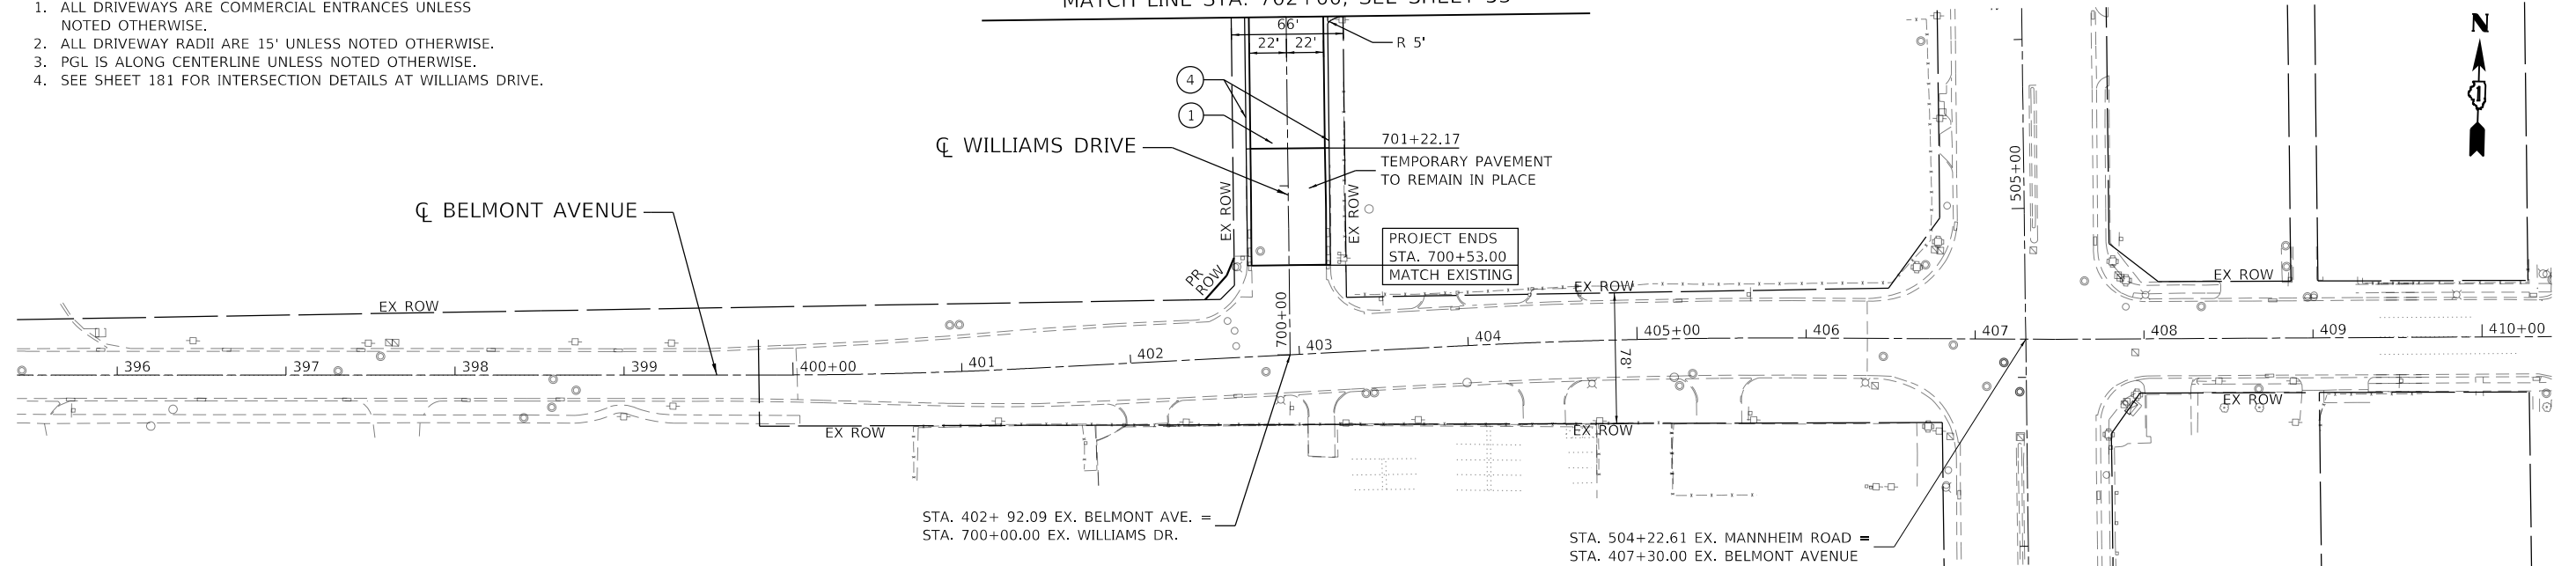 1. ALL DRIVEWAYS ARE COMMERCIAL ENTRANCES UNLESS
NOTED OTHERWISE.
2. ALL DRIVEWAY RADII ARE 15' UNLESS NOTED OTHERWISE.
3. PGL IS ALONG CENTERLINE UNLESS NOTED OTHERWISE.
4. SEE SHEET 181 FOR INTERSECTION DETAILS AT WILLIAMS DRIVE.
66'
22' 22'
R 5'
4
1
℄ WILLIAMS DRIVE
701+22.17
TEMPORARY PAVEMENT
TO REMAIN IN PLACE
℄ BELMONT AVENUE
EX ROW
EX ROW
PROJECT ENDS
STA. 700+53.00
MATCH EXISTING
PR
ROW
505+00
N
1
EX ROW
EX ROW
EX ROW
700+00
78'
396
397
398
399
400+00
401
402
403
404
405+00
406
407
408
409
410+00
EX ROW
EX ROW
EX ROW
STA. 402+ 92.09 EX. BELMONT AVE. =
STA. 700+00.00 EX. WILLIAMS DR.
STA. 504+22.61 EX. MANNHEIM ROAD =
STA. 407+30.00 EX. BELMONT AVENUE